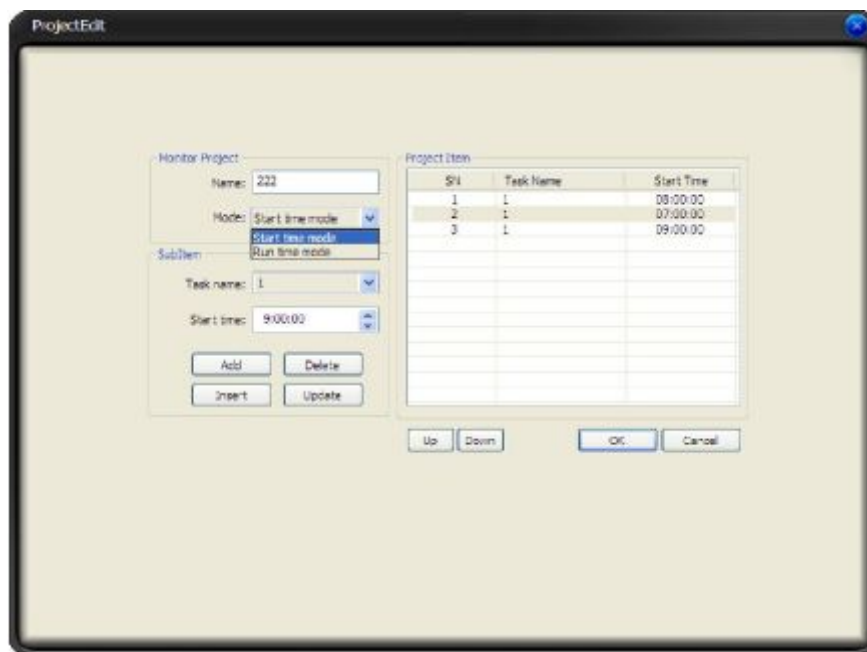 ProjectEdit
Monitor Project
Name: 222
Mode: Start time mode
Start time mode
Run time mode
SubItem
Task name: 1
Start time: 9:00:00
Add Delete
Insert Update
Project Item
SN Task Name Start Time
1 1 08:00:00
2 1 07:00:00
3 1 09:00:00
Up Down OK Cancel